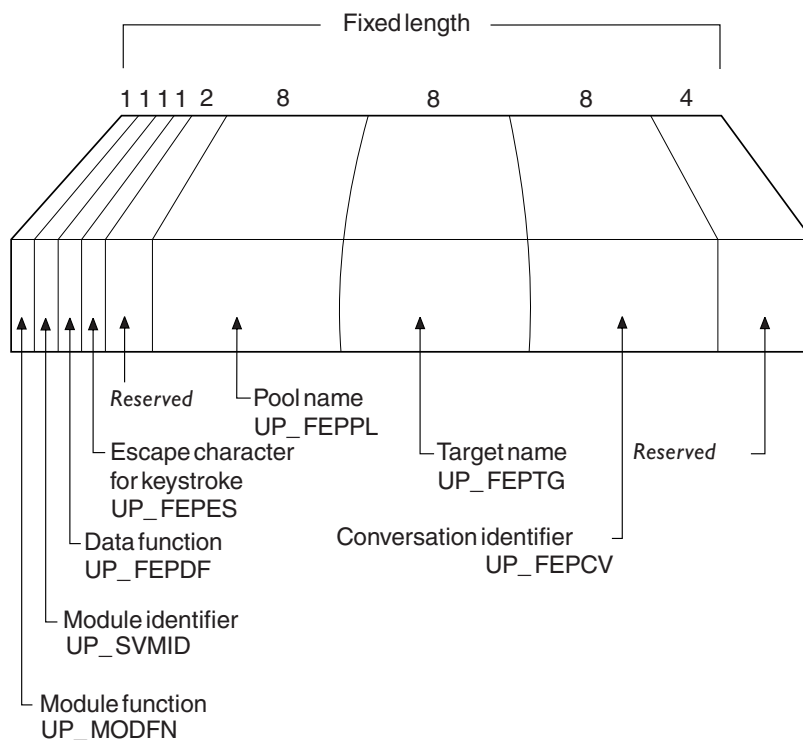 Fixed length
1 1 1 1 2 8 8 8 4
Reserved
Pool name
UP_FEPPL
Escape character
for keystroke
UP_FEPES
Target name
UP_FEPTG
Reserved
Data function
UP_FEPDF
Conversation identifier
UP_FEPCV
Module identifier
UP_SVMID
Module function
UP_MODFN